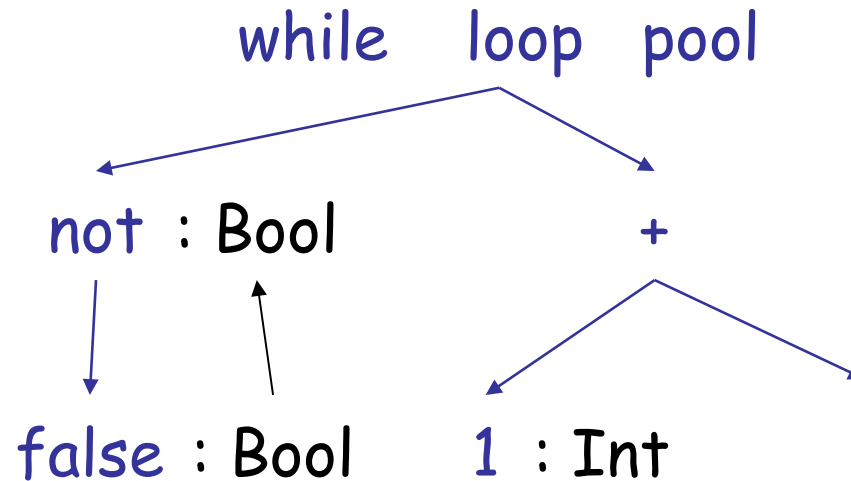 while loop pool
not : Bool +
false : Bool 1 : Int